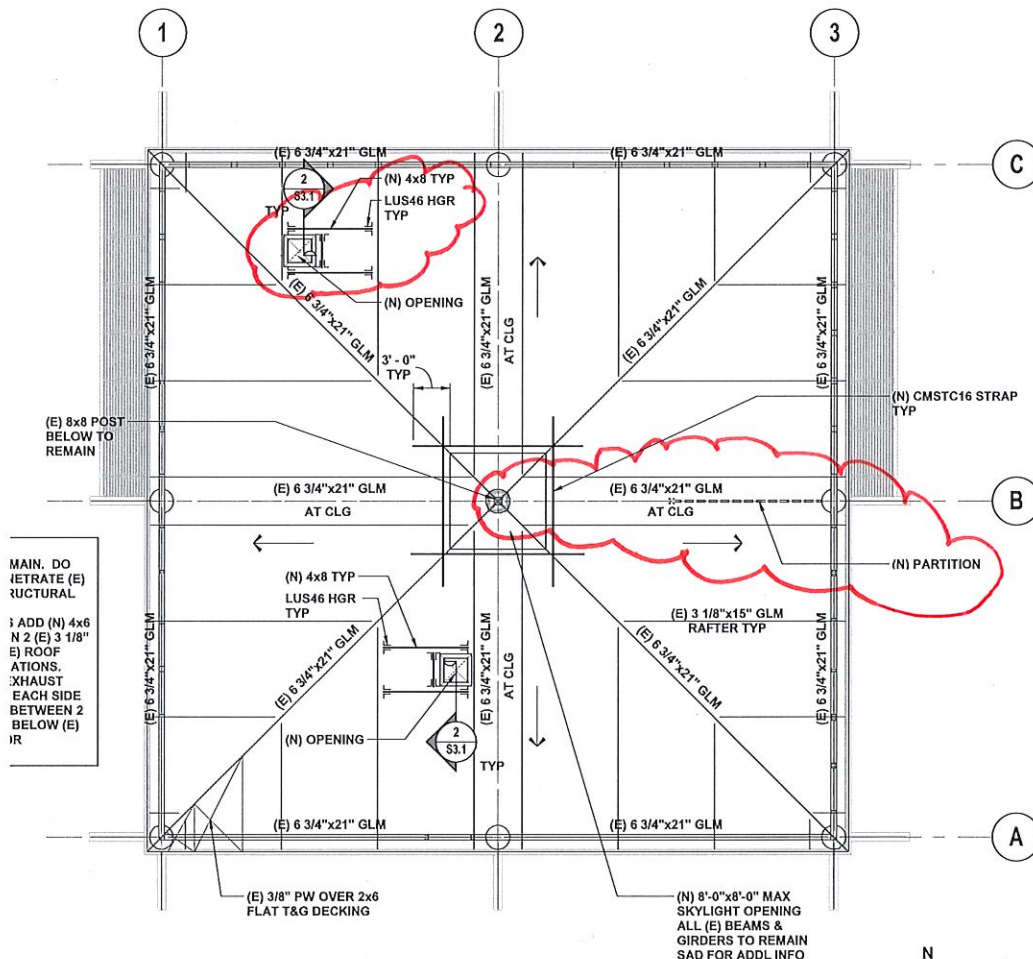 1
2
3
C
B
A
(E) 6 3/4"x21" GLM
(E) 6 3/4"x21" GLM
2
S3.1
TYP
(N) 4x8 TYP
LUS46 HGR
TYP
(N) OPENING
(E) 6 3/4"x21" GLM
(E) 6 3/4"x21" GLM
(E) 6 3/4"x21" GLM
AT CLG
(E) 6 3/4"x21" GLM
(E) 6 3/4"x21" GLM
3' - 0"
TYP
(E) 8x8 POST
BELOW TO
REMAIN
(N) CMSTC16 STRAP
TYP
(E) 6 3/4"x21" GLM
AT CLG
(E) 6 3/4"x21" GLM
AT CLG
(N) PARTITION
MAIN. DO
NETRATE (E)
RUCTURAL
ADD (N) 4x6
N 2 (E) 3 1/8"
E) ROOF
ATIONS.
EXHAUST
EACH SIDE
BETWEEN 2
BELOW (E)
OR
(N) 4x8 TYP
LUS46 HGR
TYP
(E) 3 1/8"x15" GLM
RAFTER TYP
(E) 6 3/4"x21" GLM
(E) 6 3/4"x21" GLM
(E) 6 3/4"x21" GLM
AT CLG
(E) 6 3/4"x21" GLM
(E) 6 3/4"x21" GLM
(N) OPENING
2
S3.1
TYP
(E) 6 3/4"x21" GLM
(E) 6 3/4"x21" GLM
(E) 3/8" PW OVER 2x6
FLAT T&G DECKING
(N) 8'-0"x8'-0" MAX
SKYLIGHT OPENING
ALL (E) BEAMS &
GIRDERS TO REMAIN
SAD FOR ADDL INFO
N